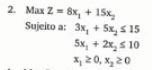 2. Max Z = 8x₁ + 15x₂
Sujeito a: 3x₁ + 5x₂ ≤ 15
5x₁ + 2x₂ ≤ 10
x₁ ≥ 0, x₂ ≥ 0